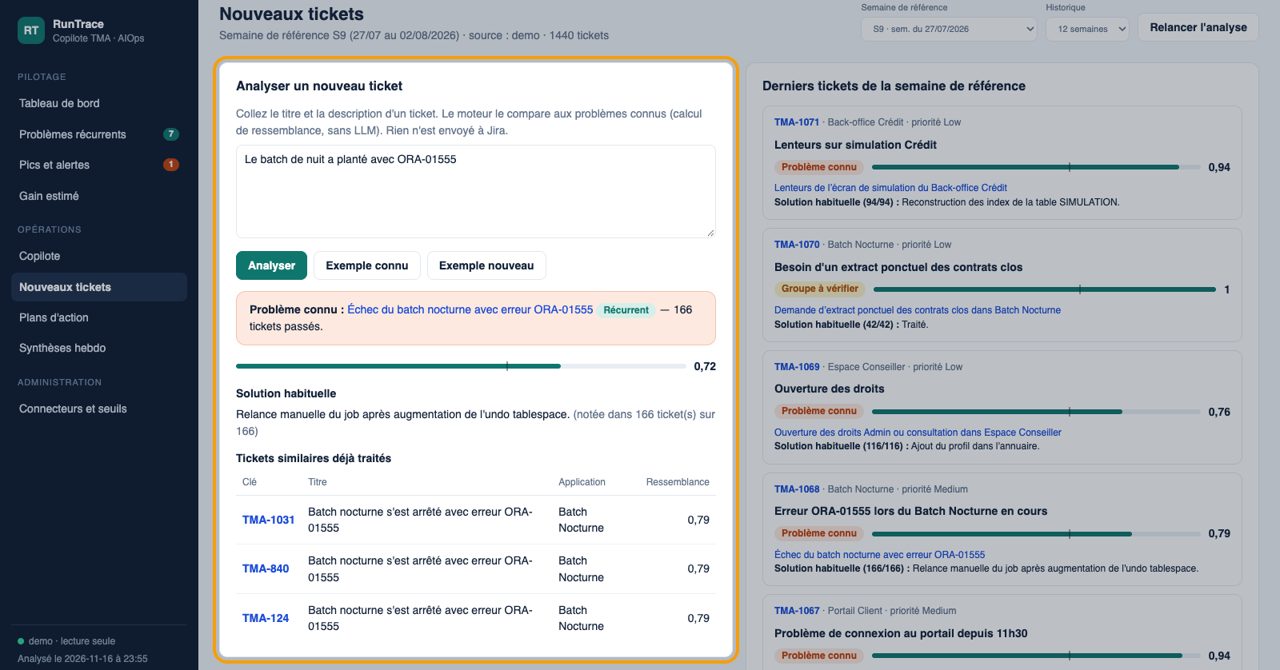 RT
RunTrace
Copilote TMA · AIOps
PILOTAGE
Tableau de bord
Problèmes récurrents 7
Pics et alertes 1
Gain estimé
OPÉRATIONS
Copilote
Nouveaux tickets
Plans d'action
Synthèses hebdo
ADMINISTRATION
Connecteurs et seuils
demo · lecture seule
Analysé le 2026-11-16 à 23:55
Nouveaux tickets
Semaine de référence S9 (27/07 au 02/08/2026) · source : demo · 1440 tickets
Semaine de référence
S9 · sem. du 27/07/2026
Historique
12 semaines
Relancer l'analyse
Analyser un nouveau ticket
Collez le titre et la description d'un ticket. Le moteur le compare aux problèmes connus (calcul
de ressemblance, sans LLM). Rien n'est envoyé à Jira.
Le batch de nuit a planté avec ORA-01555
Analyser
Exemple connu
Exemple nouveau
Problème connu : Échec du batch nocturne avec erreur ORA-01555 Récurrent — 166
tickets passés.
0,72
Solution habituelle
Relance manuelle du job après augmentation de l'undo tablespace. (notée dans 166 ticket(s) sur
166)
Tickets similaires déjà traités
Clé Titre Application Ressemblance
TMA-1031 Batch nocturne s'est arrêté avec erreur ORA-01555 Batch Nocturne 0,79
TMA-840 Batch nocturne s'est arrêté avec erreur ORA-01555 Batch Nocturne 0,79
TMA-124 Batch nocturne s'est arrêté avec erreur ORA-01555 Batch Nocturne 0,79
Derniers tickets de la semaine de référence
TMA-1071 · Back-office Crédit · priorité Low
Lenteurs sur simulation Crédit
Problème connu 0,94
Lenteurs de l'écran de simulation du Back-office Crédit
Solution habituelle (94/94) : Reconstruction des index de la table SIMULATION.
TMA-1070 · Batch Nocturne · priorité Low
Besoin d'un extract ponctuel des contrats clos
Groupe à vérifier 1
Demande d'extract ponctuel des contrats clos dans Batch Nocturne
Solution habituelle (42/42) : Traité.
TMA-1069 · Espace Conseiller · priorité Low
Ouverture des droits
Problème connu 0,76
Ouverture des droits Admin ou consultation dans Espace Conseiller
Solution habituelle (116/116) : Ajout du profil dans l'annuaire.
TMA-1068 · Batch Nocturne · priorité Medium
Erreur ORA-01555 lors du Batch Nocturne en cours
Problème connu 0,79
Échec du batch nocturne avec erreur ORA-01555
Solution habituelle (166/166) : Relance manuelle du job après augmentation de l'undo tablespace.
TMA-1067 · Portail Client · priorité Medium
Problème de connexion au portail depuis 11h30
Problème connu 0,94